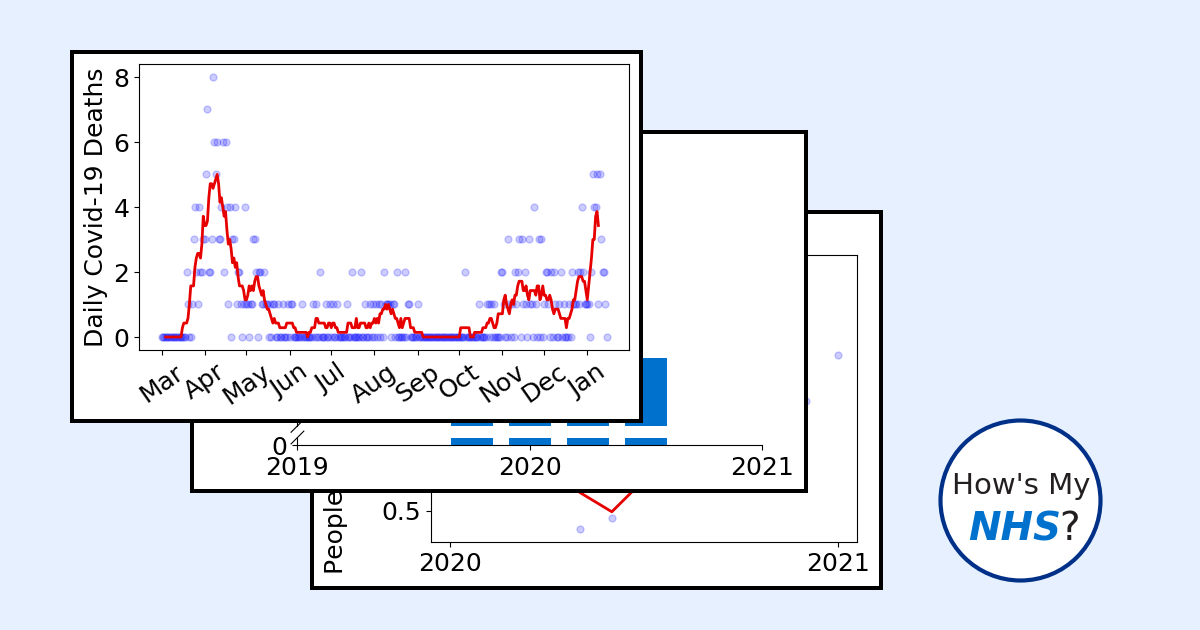 Daily Covid-19 Deaths
8
6
4
2
0
Mar Apr May Jun Jul Aug Sep Oct Nov Dec Jan
0
2019 2020 2021
People
0.5
2020 2021
How's My
NHS?